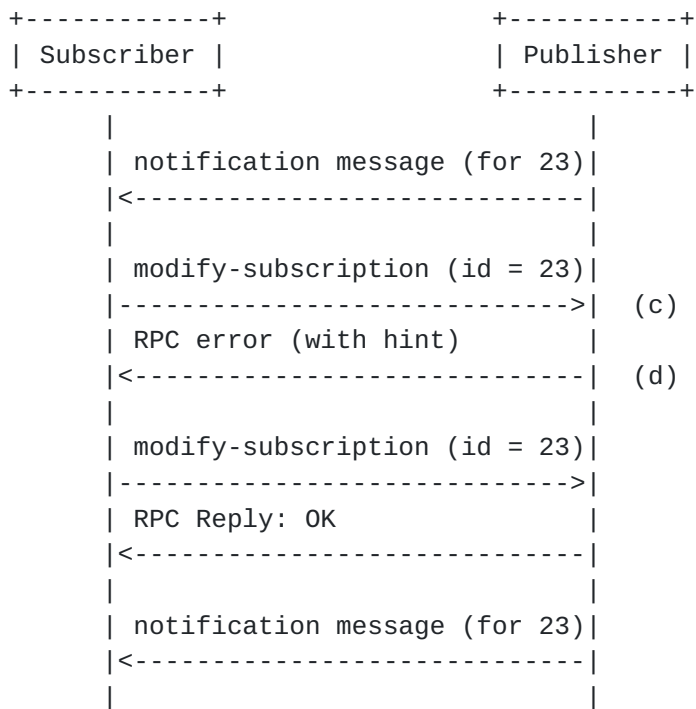 +------------+                 +-----------+
| Subscriber |                 | Publisher |
+------------+                 +-----------+
      |                              |
      | notification message (for 23)|
      |<-----------------------------|
      |                              |
      | modify-subscription (id = 23)|
      |----------------------------->|  (c)
      | RPC error (with hint)        |
      |<-----------------------------|  (d)
      |                              |
      | modify-subscription (id = 23)|
      |----------------------------->|
      | RPC Reply: OK                |
      |<-----------------------------|
      |                              |
      | notification message (for 23)|
      |<-----------------------------|
      |                              |